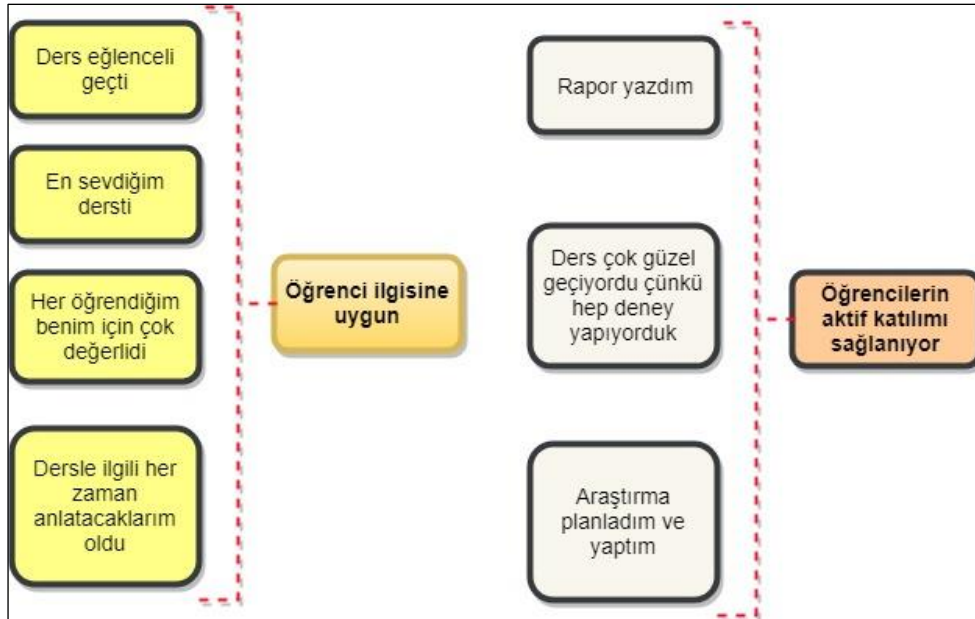 Ders eğlenceli
geçti
En sevdiğim
dersti
Her öğrendiğim
benim için çok
değerlidi
Dersle ilgili her
zaman
anlatacaklarım
oldu
Öğrenci ilgisine
uygun
Rapor yazdım
Ders çok güzel
geçiyordu çünkü
hep deney
yapıyorduk
Araştırma
planladım ve
yaptım
Öğrencilerin
aktif katılımı
sağlanıyor